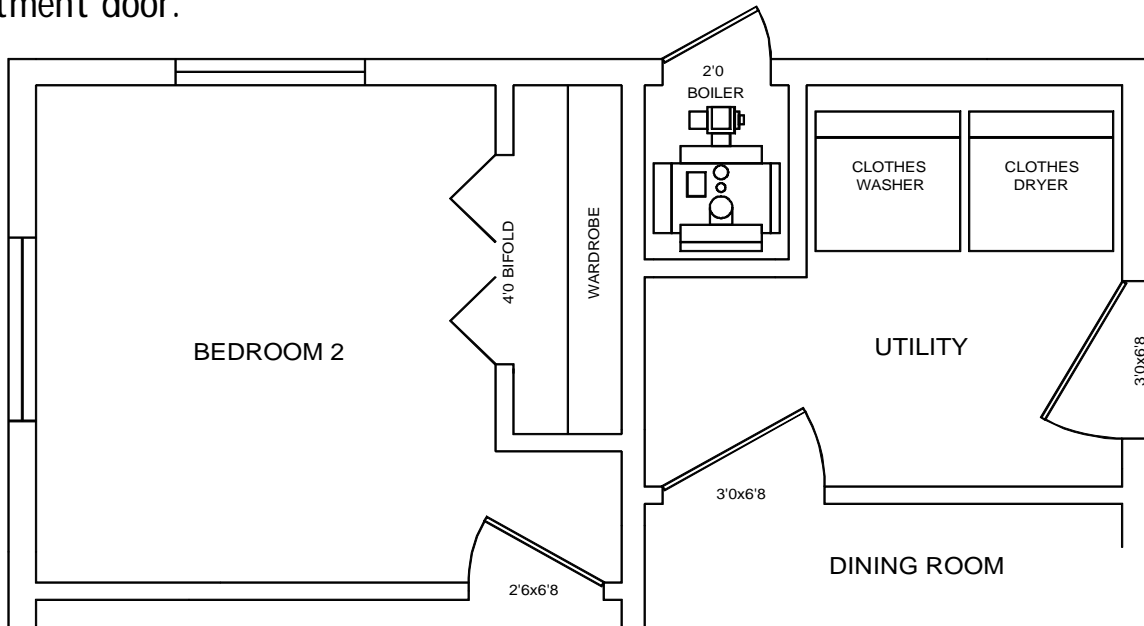 door.
2'0
BOILER
CLOTHES
WASHER
CLOTHES
DRYER
4'0 BIFOLD
WARDROBE
BEDROOM 2
UTILITY
3'0x6'8
3'0x6'8
DINING ROOM
2'6x6'8